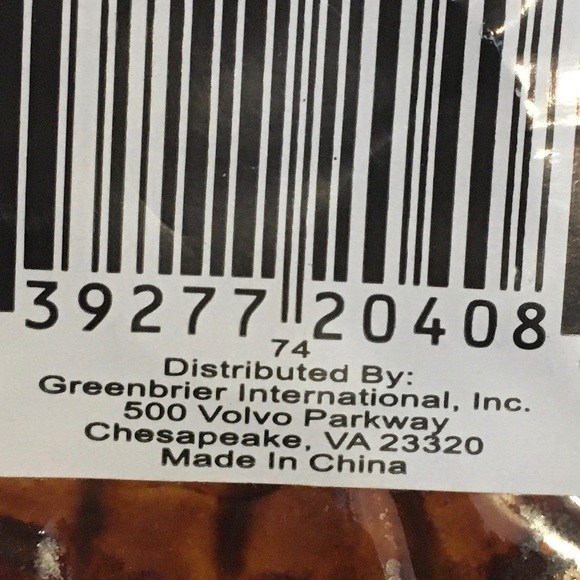 39277 20408
74
Distributed By:
Greenbrier International, Inc.
500 Volvo Parkway
Chesapeake, VA 23320
Made In China